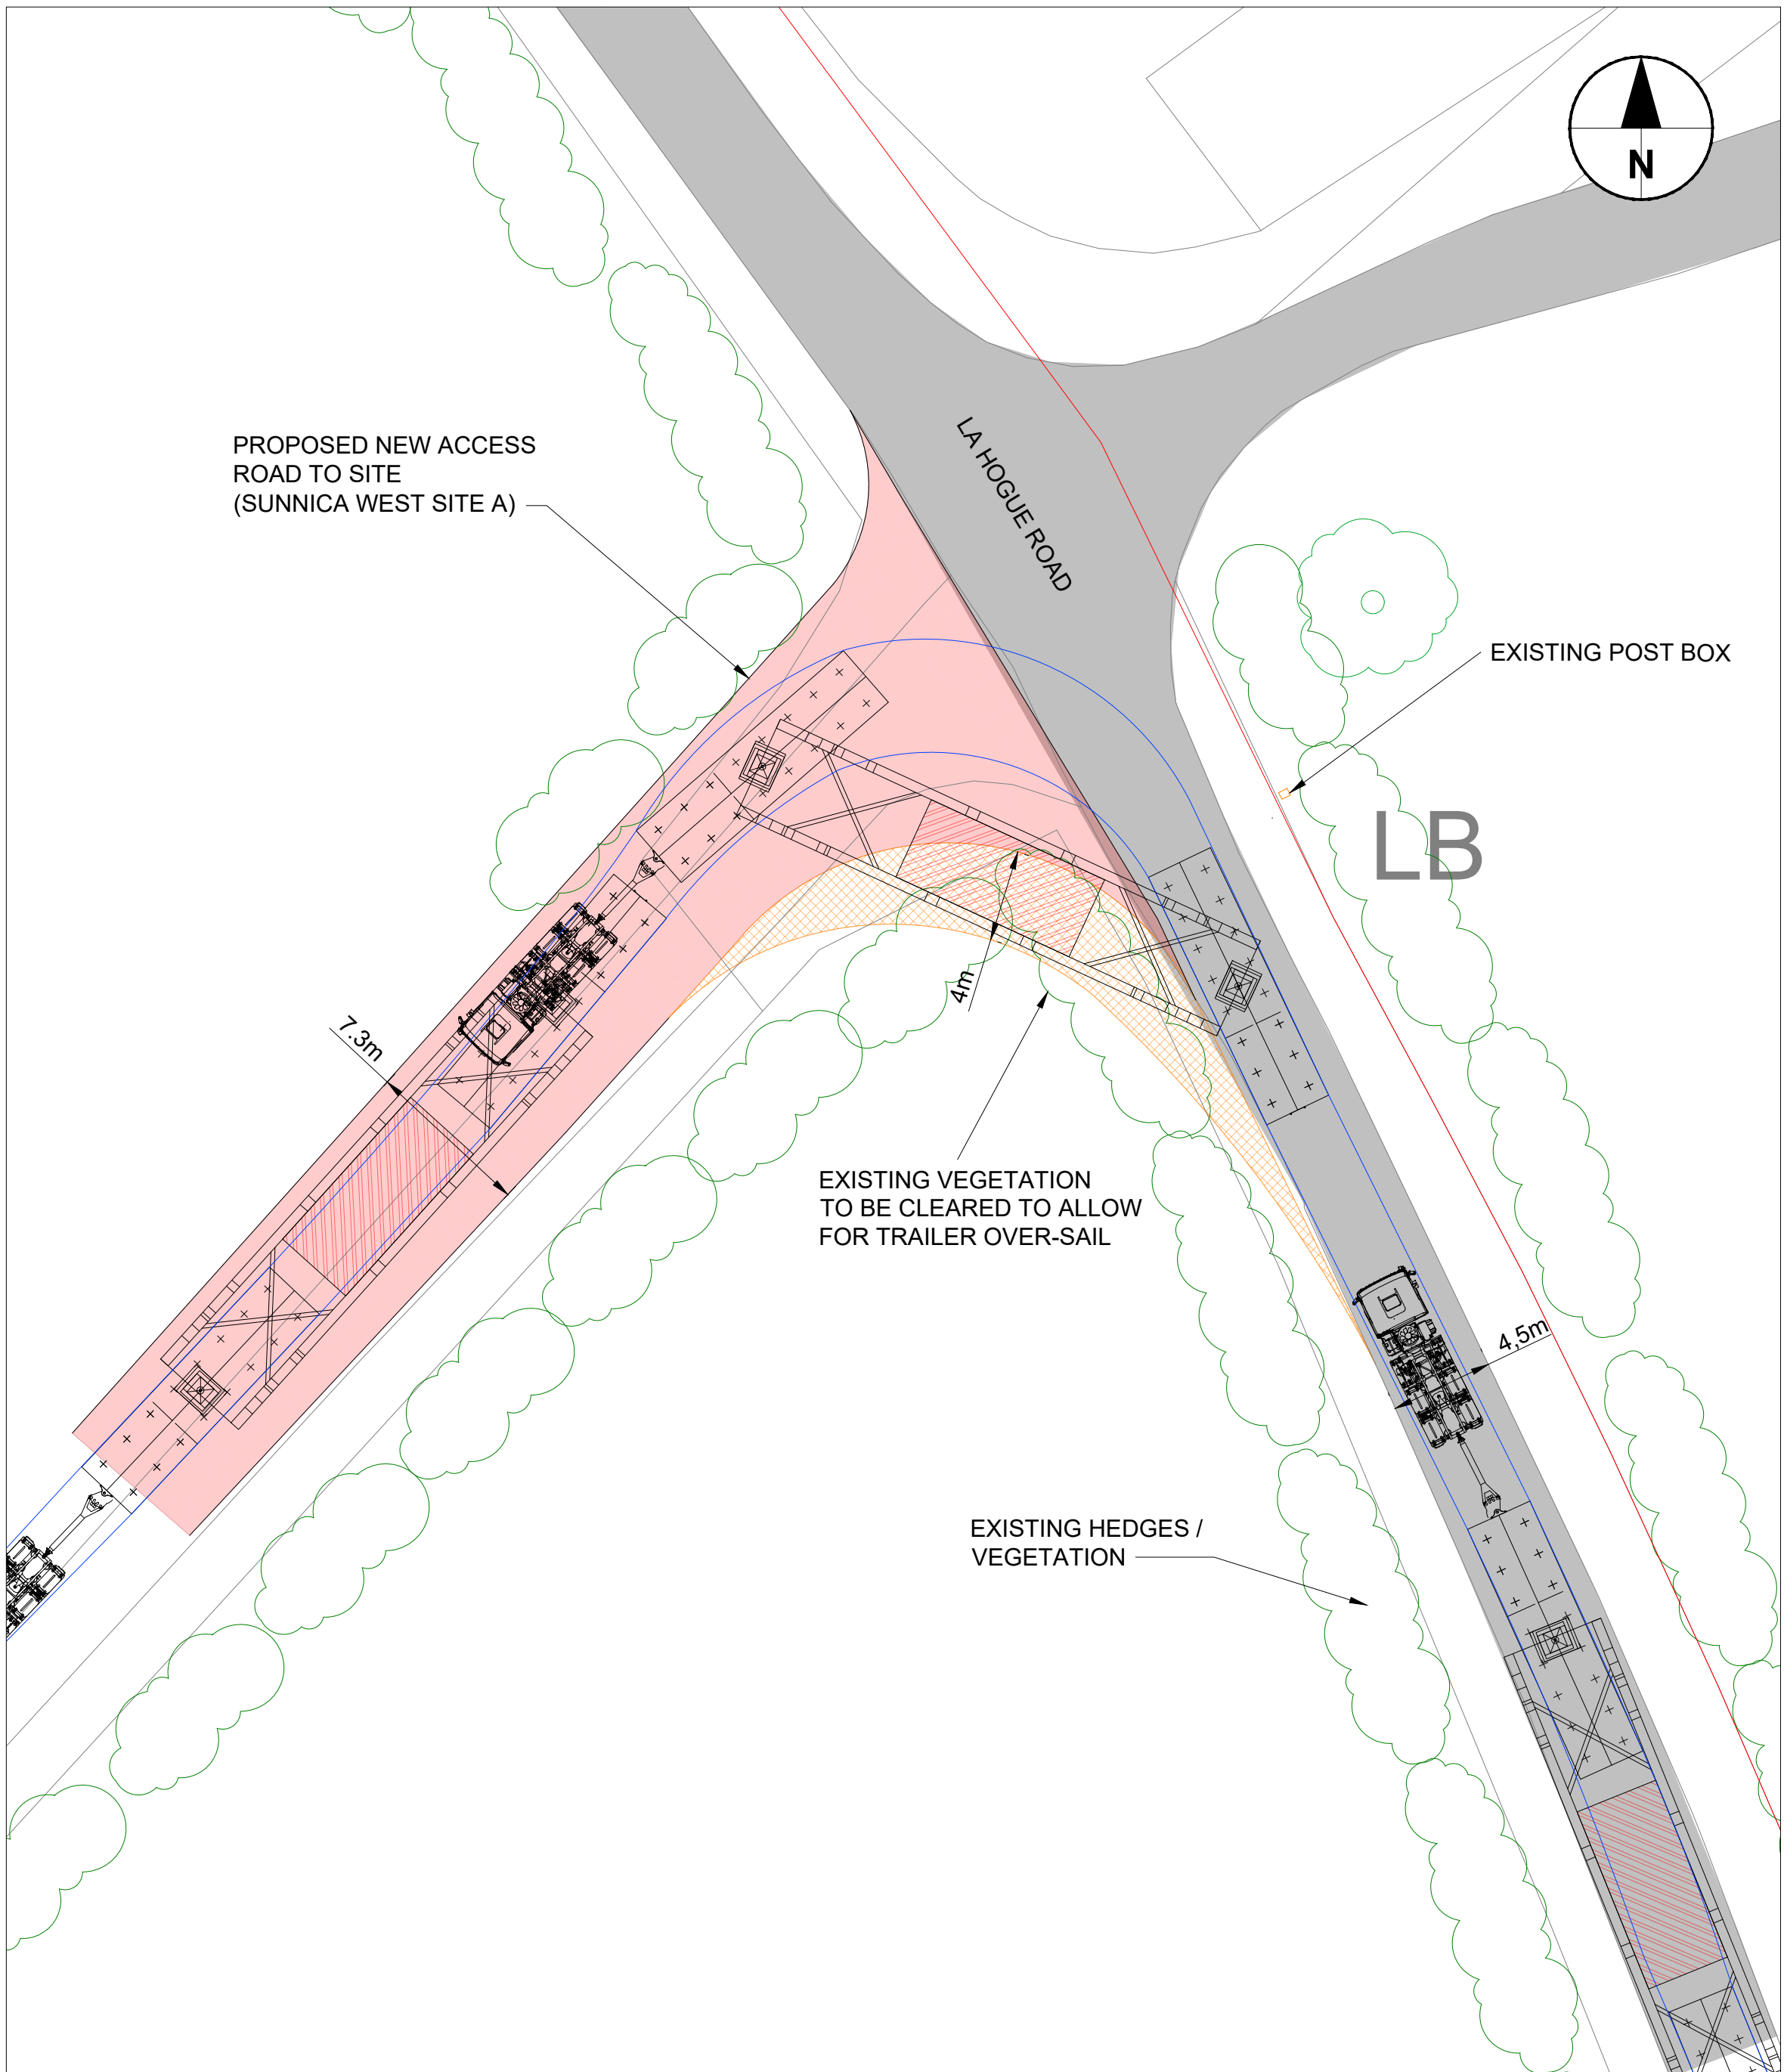 N
PROPOSED NEW ACCESS
ROAD TO SITE
(SUNNICA WEST SITE A)
LA HOGUE ROAD
EXISTING POST BOX
LB
4m
7.3m
EXISTING VEGETATION
TO BE CLEARED TO ALLOW
FOR TRAILER OVER-SAIL
4,5m
EXISTING HEDGES /
VEGETATION